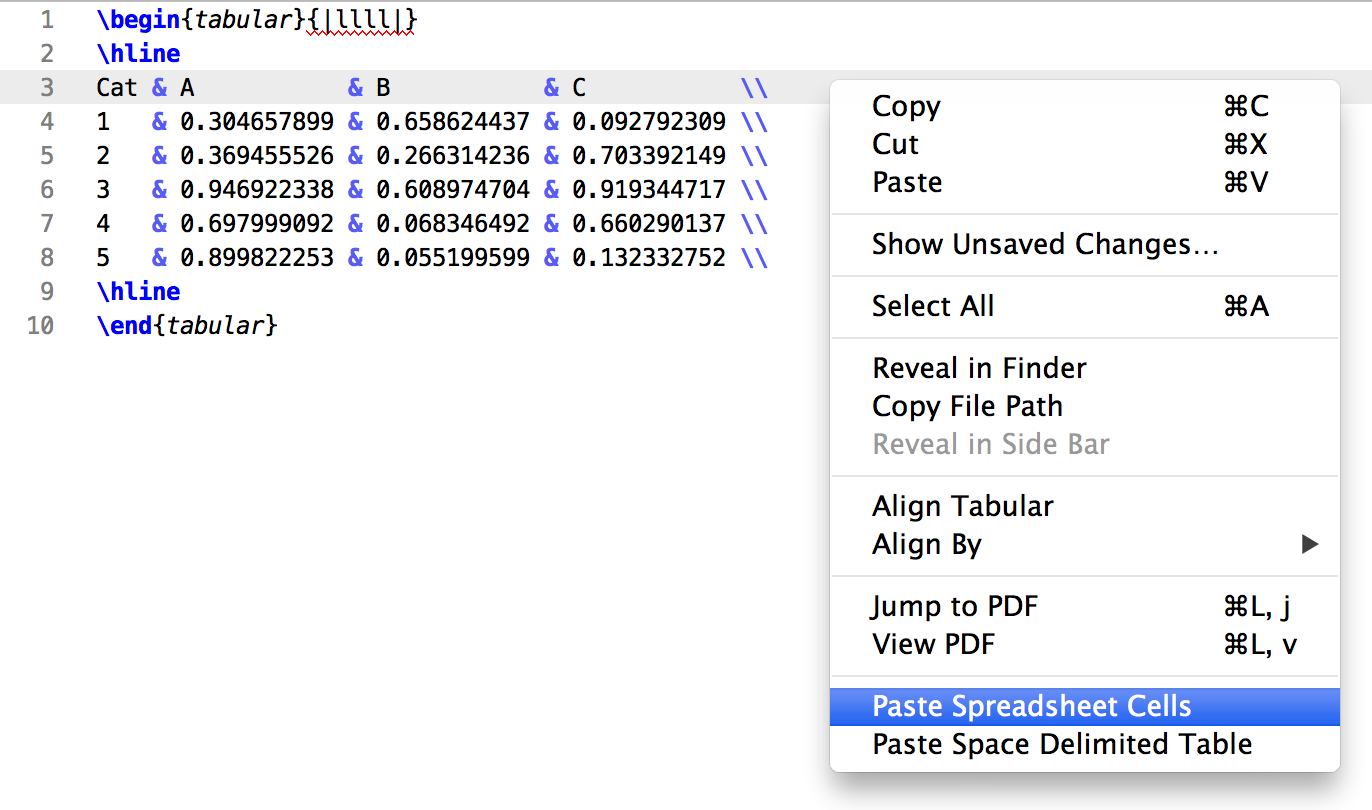 1 \begin{tabular}{|llll|}
2 \hline
3 Cat & A & B & C \\
4 1 & 0.304657899 & 0.658624437 & 0.092792309 \\
5 2 & 0.369455526 & 0.266314236 & 0.703392149 \\
6 3 & 0.946922338 & 0.608974704 & 0.919344717 \\
7 4 & 0.697999092 & 0.068346492 & 0.660290137 \\
8 5 & 0.899822253 & 0.055199599 & 0.132332752 \\
9 \hline
10 \end{tabular}
Copy ⌘C
Cut ⌘X
Paste ⌘V
Show Unsaved Changes...
Select All ⌘A
Reveal in Finder
Copy File Path
Reveal in Side Bar
Align Tabular
Align By ▶
Jump to PDF ⌘L, j
View PDF ⌘L, v
Paste Spreadsheet Cells
Paste Space Delimited Table